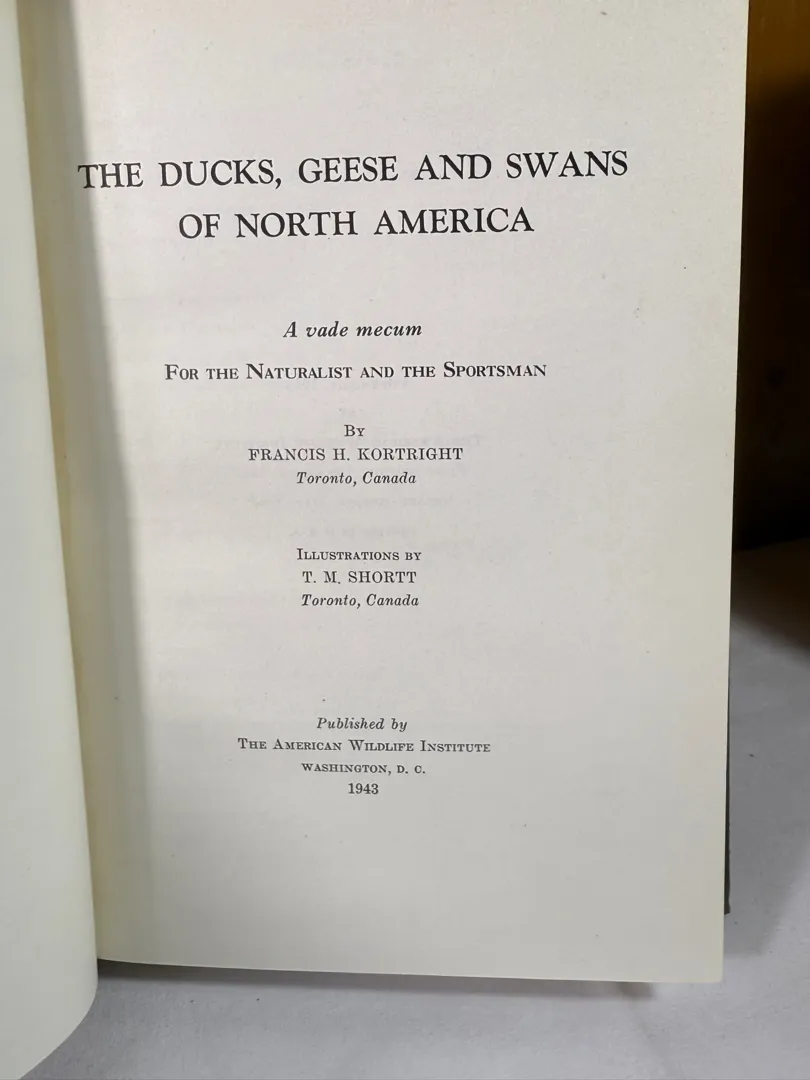 THE DUCKS, GEESE AND SWANS
OF NORTH AMERICA
A vade mecum
FOR THE NATURALIST AND THE SPORTSMAN
BY
FRANCIS H. KORTRIGHT
Toronto, Canada
ILLUSTRATIONS BY
T. M. SHORTT
Toronto, Canada
Published by
THE AMERICAN WILDLIFE INSTITUTE
WASHINGTON, D. C.
1943